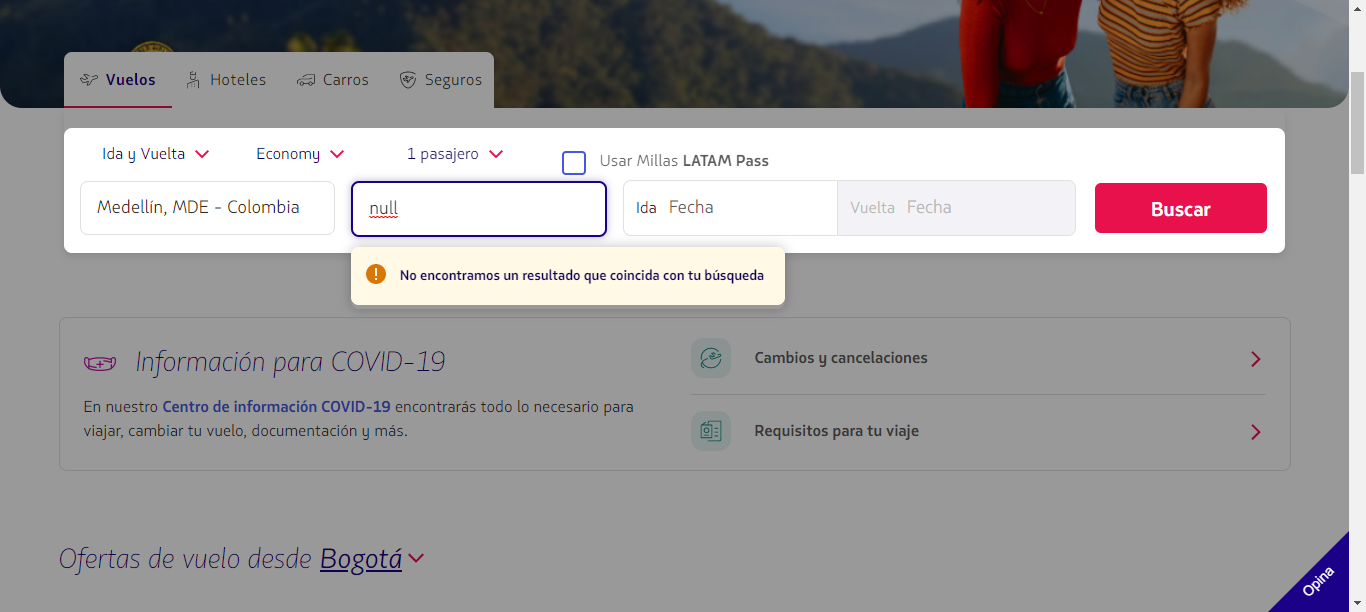 Vuelos Hoteles Carros Seguros
Ida y Vuelta Economy 1 pasajero Usar Millas LATAM Pass
Medellín, MDE - Colombia null Ida Fecha Vuelta Fecha Buscar
! No encontramos un resultado que coincida con tu búsqueda
Información para COVID-19
En nuestro Centro de información COVID-19 encontrarás todo lo necesario para
viajar, cambiar tu vuelo, documentación y más.
Cambios y cancelaciones
Requisitos para tu viaje
Ofertas de vuelo desde Bogotá
Opina